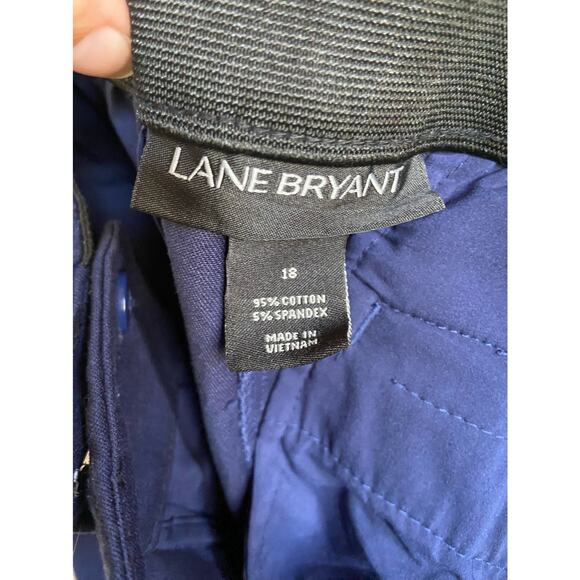 LANE BRYANT
18
95% COTTON
5% SPANDEX
MADE IN
VIETNAM